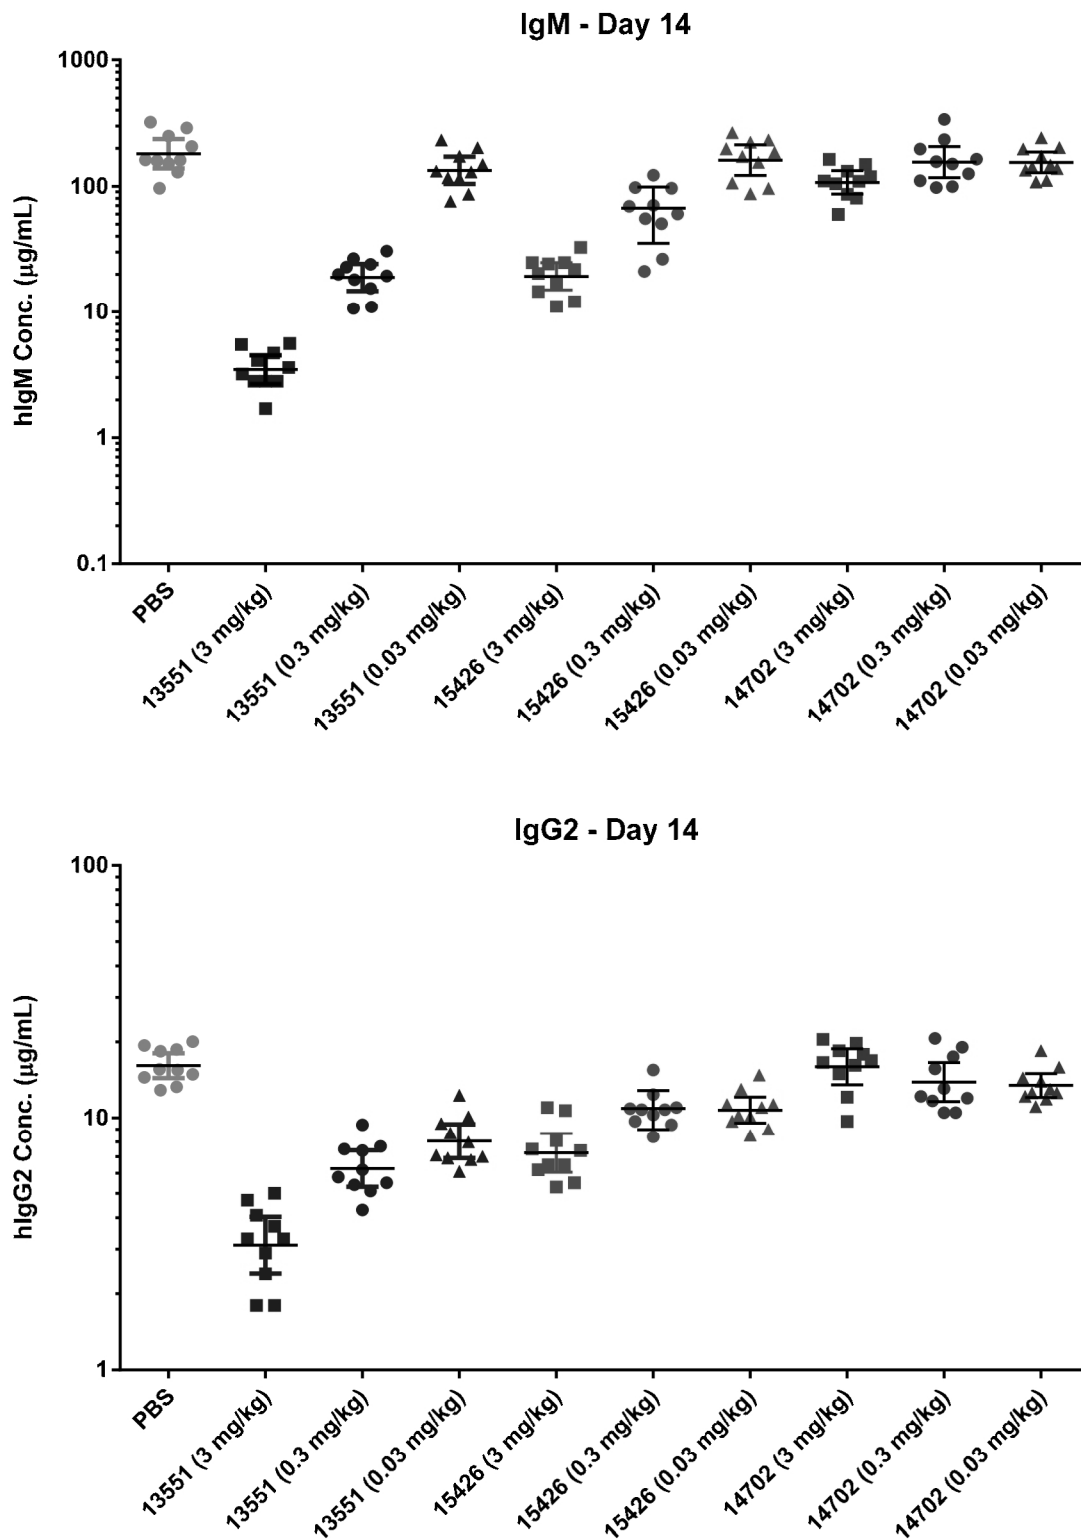 IgM - Day 14
hIgM Conc. (μg/mL)
1000
100
10
1
0.1
PBS
13551 (3 mg/kg)
13551 (0.3 mg/kg)
13551 (0.03 mg/kg)
15426 (3 mg/kg)
15426 (0.3 mg/kg)
15426 (0.03 mg/kg)
14702 (3 mg/kg)
14702 (0.3 mg/kg)
14702 (0.03 mg/kg)
IgG2 - Day 14
hIgG2 Conc. (μg/mL)
100
10
1
PBS
13551 (3 mg/kg)
13551 (0.3 mg/kg)
13551 (0.03 mg/kg)
15426 (3 mg/kg)
15426 (0.3 mg/kg)
15426 (0.03 mg/kg)
14702 (3 mg/kg)
14702 (0.3 mg/kg)
14702 (0.03 mg/kg)